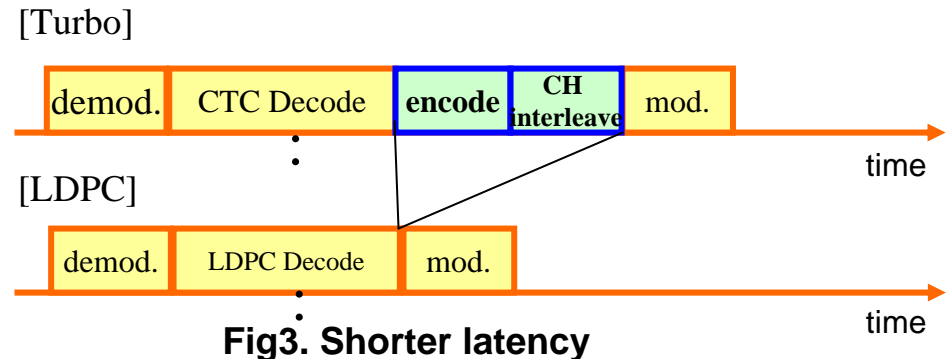 [Turbo]
demod. CTC Decode encode CH interleave mod.
time
[LDPC]
demod. LDPC Decode mod.
time
Fig3. Shorter latency